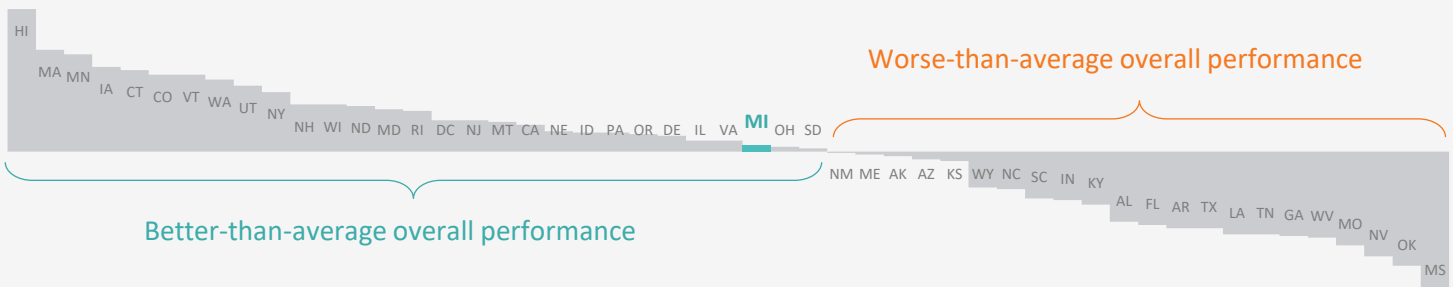 HI
MA MN IA CT CO VT WA UT NY NH WI ND MD RI DC NJ MT CA NE ID PA OR DE IL VA MI OH SD
Worse-than-average overall performance
NM ME AK AZ KS WY NC SC IN KY AL FL AR TX LA TN GA WV MO NV OK MS
Better-than-average overall performance